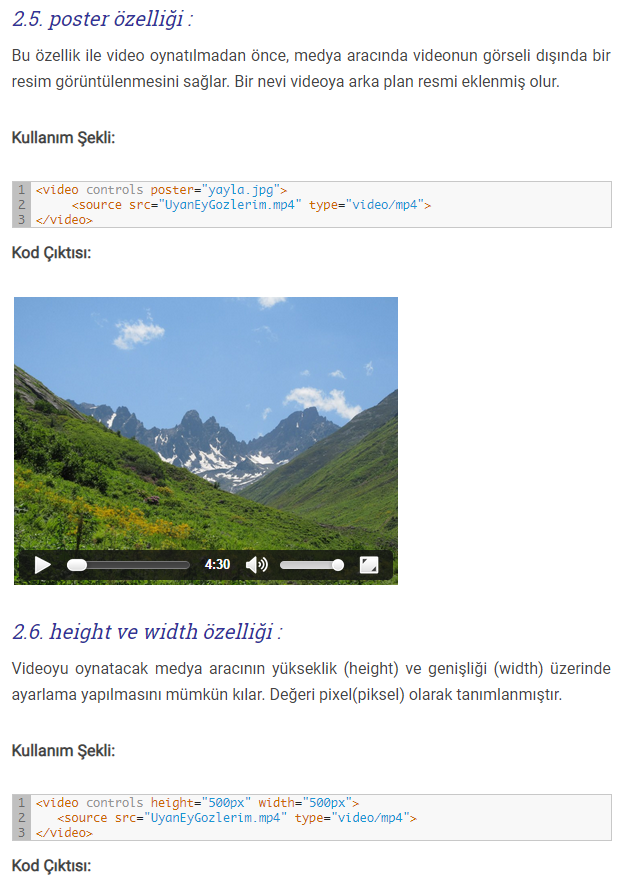 2.5. poster özelliği :
Bu özellik ile video oynatılmadan önce, medya aracında videonun görseli dışında bir
resim görüntülenmesini sağlar. Bir nevi videoya arka plan resmi eklenmiş olur.
Kullanım Şekli:
1 <video controls poster="yayla.jpg">
2 <source src="UyanEyGozlerim.mp4" type="video/mp4">
3 </video>
Kod Çıktısı:
4:30
2.6. height ve width özelliği :
Videoyu oynatacak medya aracının yükseklik (height) ve genişliği (width) üzerinde
ayarlama yapılmasını mümkün kılar. Değeri pixel(piksel) olarak tanımlanmıştır.
Kullanım Şekli:
1 <video controls height="500px" width="500px">
2 <source src="UyanEyGozlerim.mp4" type="video/mp4">
3 </video>
Kod Çıktısı: